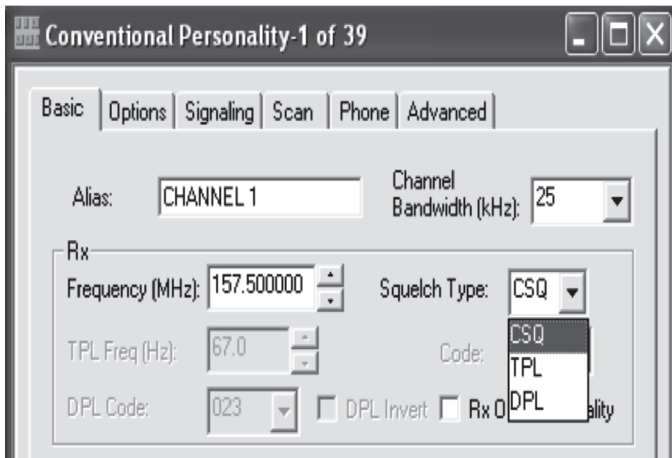 Conventional Personality-1 of 39
Basic Options Signaling Scan Phone Advanced
Alias: CHANNEL 1 Channel Bandwidth (kHz): 25
Rx
Frequency (MHz): 157.500000 Squelch Type: CSQ
CSQ
TPL Freq (Hz): 67.0 Code: TPL
DPL Code: 023 DPL Invert Rx DPL